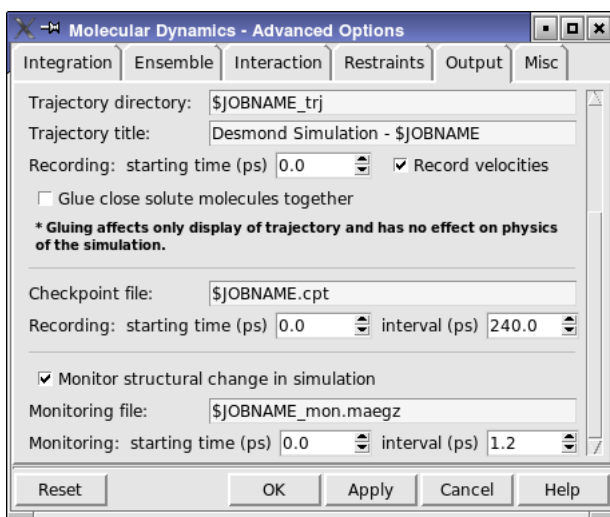 Molecular Dynamics - Advanced Options
Integration Ensemble Interaction Restraints Output Misc
Trajectory directory: $JOBNAME_trj
Trajectory title: Desmond Simulation - $JOBNAME
Recording: starting time (ps) 0.0 Record velocities
Glue close solute molecules together
* Gluing affects only display of trajectory and has no effect on physics
of the simulation.
Checkpoint file: $JOBNAME.cpt
Recording: starting time (ps) 0.0 interval (ps) 240.0
Monitor structural change in simulation
Monitoring file: $JOBNAME_mon.maegz
Monitoring: starting time (ps) 0.0 interval (ps) 1.2
Reset OK Apply Cancel Help